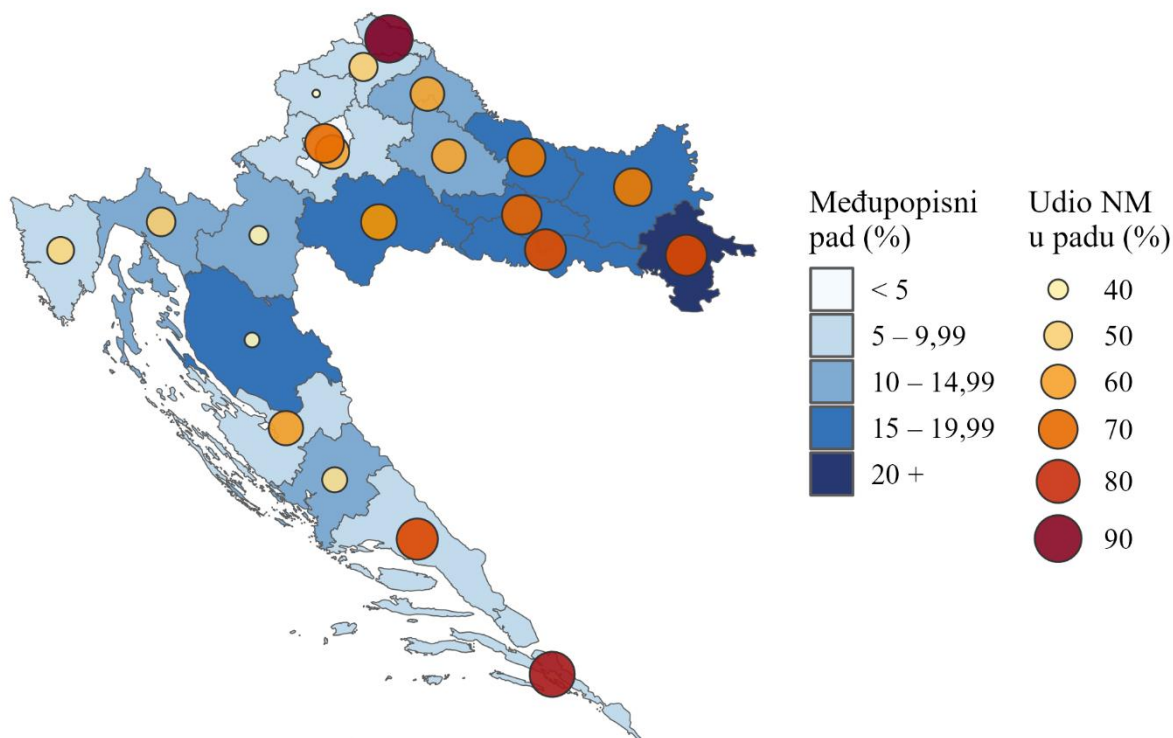 Međupopisni
pad (%)
< 5
5 – 9,99
10 – 14,99
15 – 19,99
20 +
Udio NM
u padu (%)
40
50
60
70
80
90